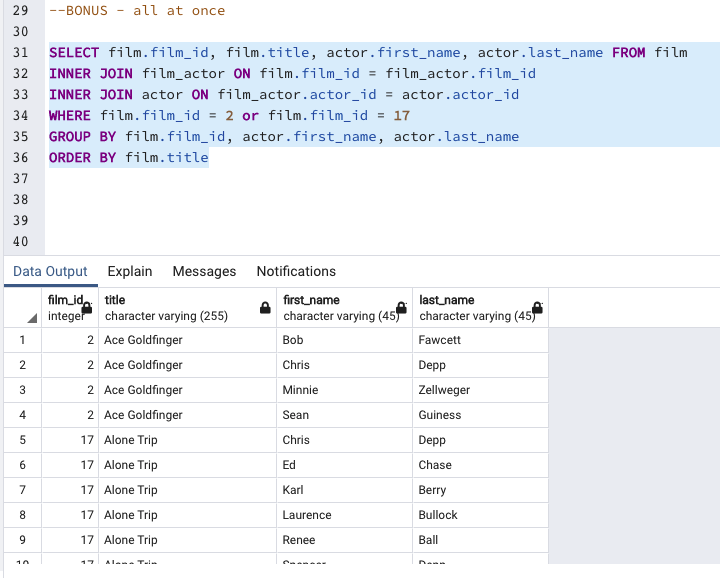 29 --BONUS - all at once
30
31 SELECT film.film_id, film.title, actor.first_name, actor.last_name FROM film
32 INNER JOIN film_actor ON film.film_id = film_actor.film_id
33 INNER JOIN actor ON film_actor.actor_id = actor.actor_id
34 WHERE film.film_id = 2 or film.film_id = 17
35 GROUP BY film.film_id, actor.first_name, actor.last_name
36 ORDER BY film.title
37
38
39
40
Data Output Explain Messages Notifications
film_id title first_name last_name
integer character varying (255) character varying (45) character varying (45)
1 2 Ace Goldfinger Bob Fawcett
2 2 Ace Goldfinger Chris Depp
3 2 Ace Goldfinger Minnie Zellweger
4 2 Ace Goldfinger Sean Guiness
5 17 Alone Trip Chris Depp
6 17 Alone Trip Ed Chase
7 17 Alone Trip Karl Berry
8 17 Alone Trip Laurence Bullock
9 17 Alone Trip Renee Ball
10 17 Alone Trip Spencer Depp